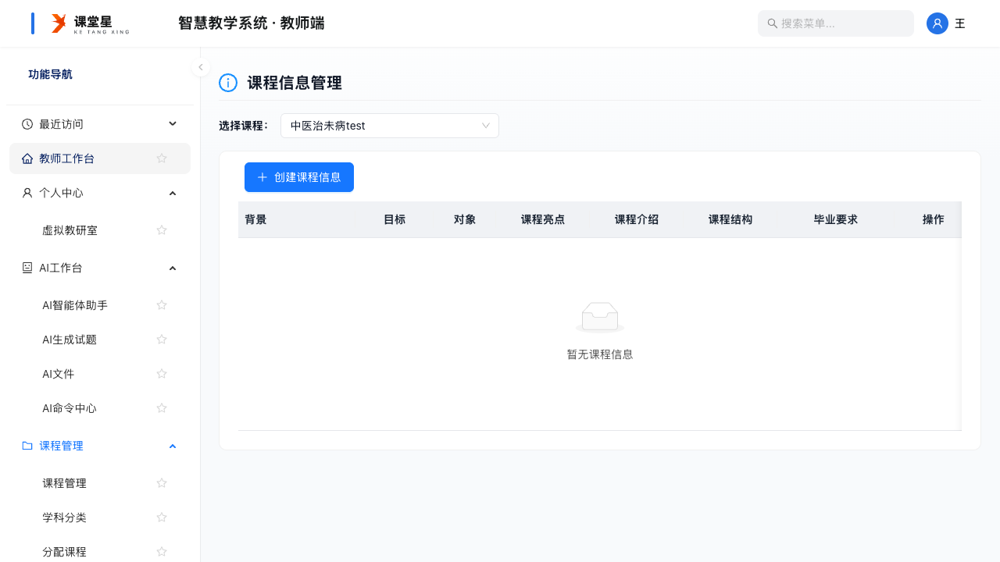 课堂星
KE TANG XING
智慧教学系统 · 教师端
搜索菜单...
王
功能导航
最近访问
教师工作台
个人中心
虚拟教研室
AI工作台
AI智能体助手
AI生成试题
AI文件
AI命令中心
课程管理
课程管理
学科分类
分配课程
课程信息管理
选择课程：
中医治未病test
创建课程信息
背景 目标 对象 课程亮点 课程介绍 课程结构 毕业要求 操作
暂无课程信息